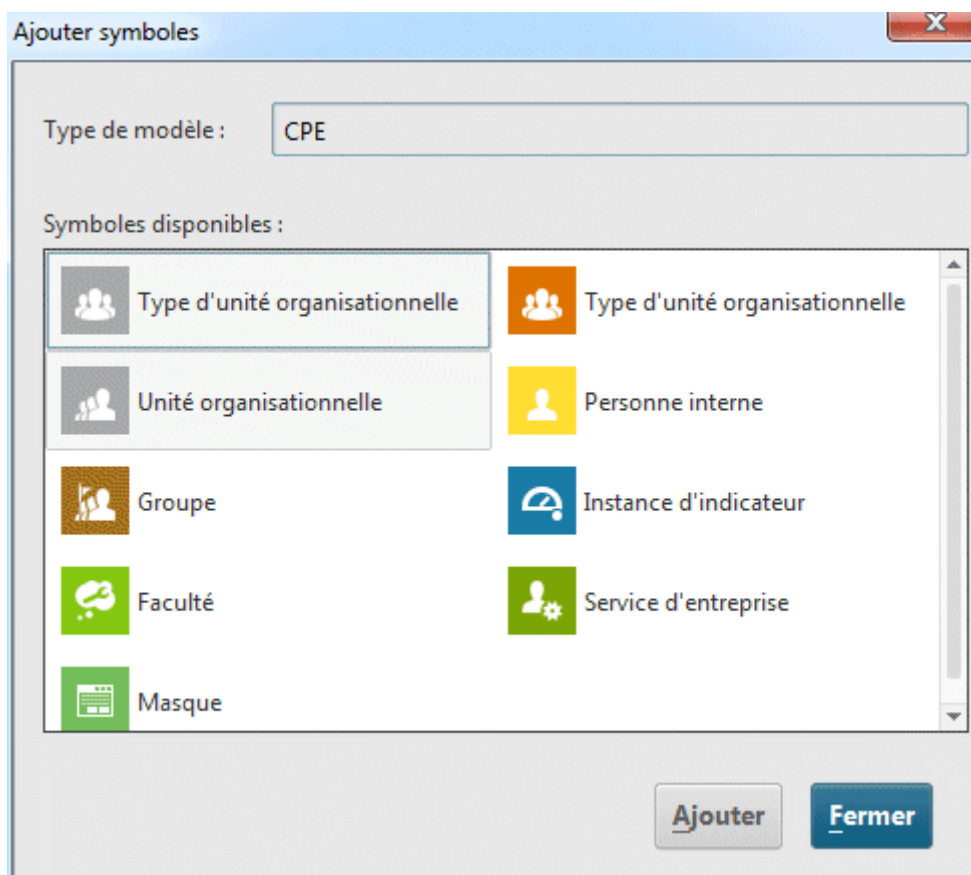 Ajouter symboles
Type de modèle : CPE
Symboles disponibles :
Type d'unité organisationnelle Type d'unité organisationnelle
Unité organisationnelle Personne interne
Groupe Instance d'indicateur
Faculté Service d'entreprise
Masque
Ajouter Fermer